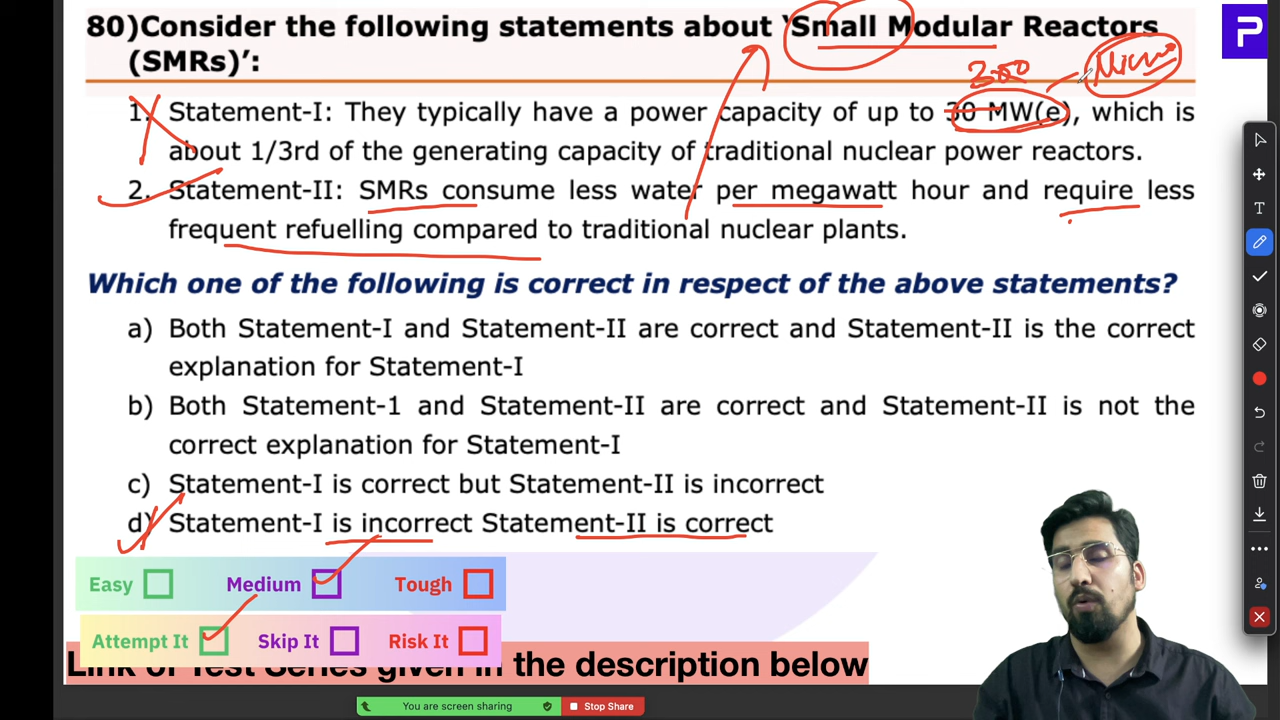 80)Consider the following statements about 'Small Modular Reactors
(SMRs)':
300
Micro
1. Statement-I: They typically have a power capacity of up to 30 MW(e), which is
about 1/3rd of the generating capacity of traditional nuclear power reactors.
2. Statement-II: SMRs consume less water per megawatt hour and require less
frequent refuelling compared to traditional nuclear plants.
Which one of the following is correct in respect of the above statements?
a) Both Statement-I and Statement-II are correct and Statement-II is the correct
explanation for Statement-I
b) Both Statement-1 and Statement-II are correct and Statement-II is not the
correct explanation for Statement-I
c) Statement-I is correct but Statement-II is incorrect
d) Statement-I is incorrect Statement-II is correct
Easy Medium Tough
Attempt It Skip It Risk It
Link of Test Series given in the description below
You are screen sharing Stop Share